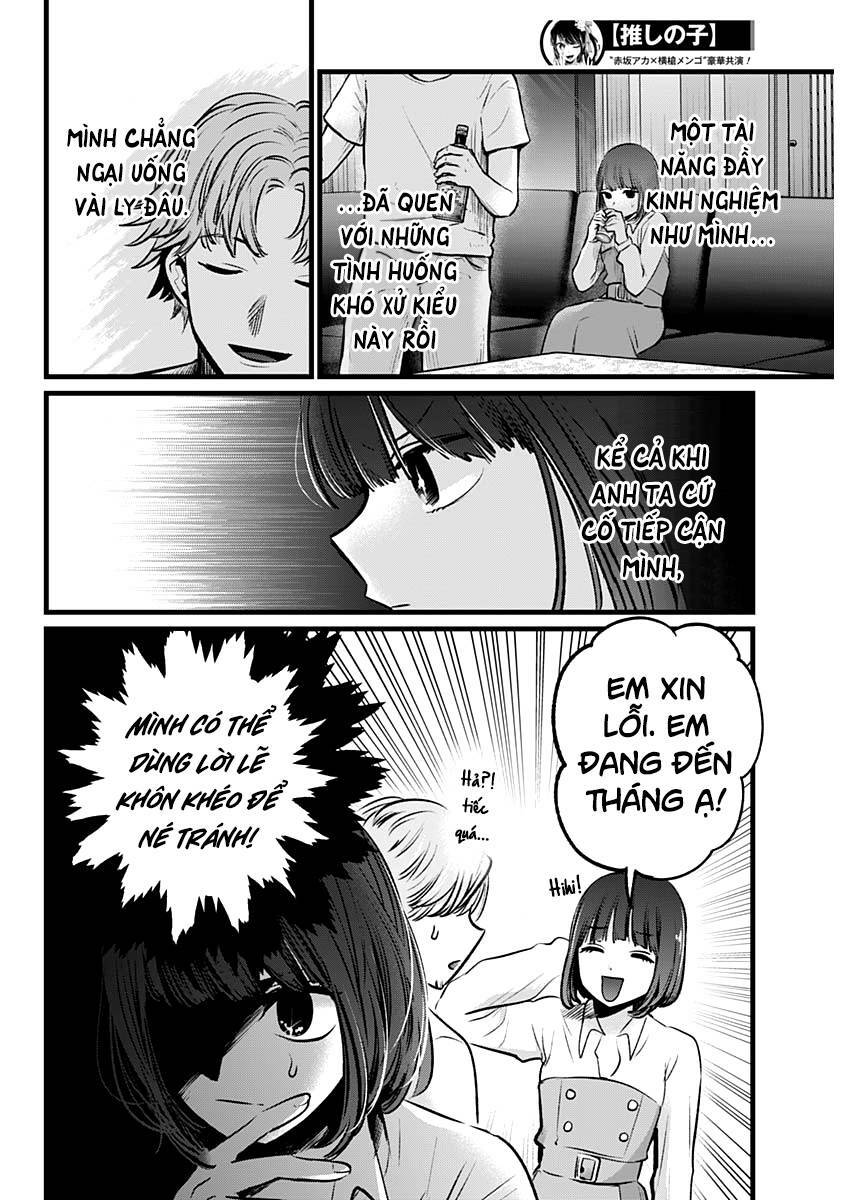 【推しの子】
"赤坂アカ×横槍メンゴ"豪華共演！
MỘT TÀI
NĂNG ĐẦY
KINH NGHIỆM
NHƯ MÌNH...
...ĐÃ QUEN
VỚI NHỮNG
TÌNH HUỐNG
KHÓ XỬ KIỂU
NÀY RỒI
MÌNH CHẲNG
NGẠI UỐNG
VÀI LY ĐÂU.
KỂ CẢ KHI
ANH TA CỨ
CỐ TIẾP CẬN
MÌNH,
EM XIN
LỖI. EM
ĐANG ĐẾN
THÁNG Ạ!
Hihi!
Hả?!
tiếc
quá...
MÌNH CÓ THỂ
DÙNG LỜI LẼ
KHÔN KHÉO ĐỂ
NÉ TRÁNH!